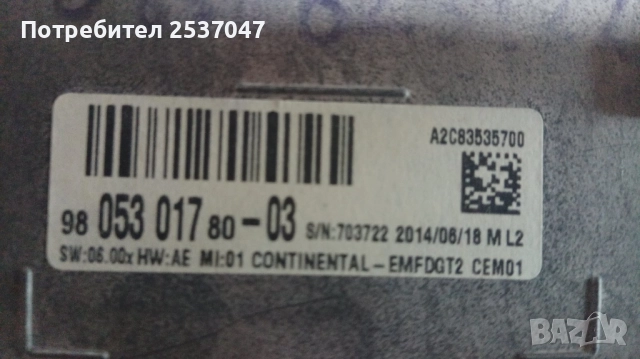 Потребител 2537047
A2C83535700
98 053 017 80-03 S/N:703722 2014/06/18 M L2
SW:06.00x HW:AE MI:01 CONTINENTAL-EMFDGT2 CEM01
BAZAR